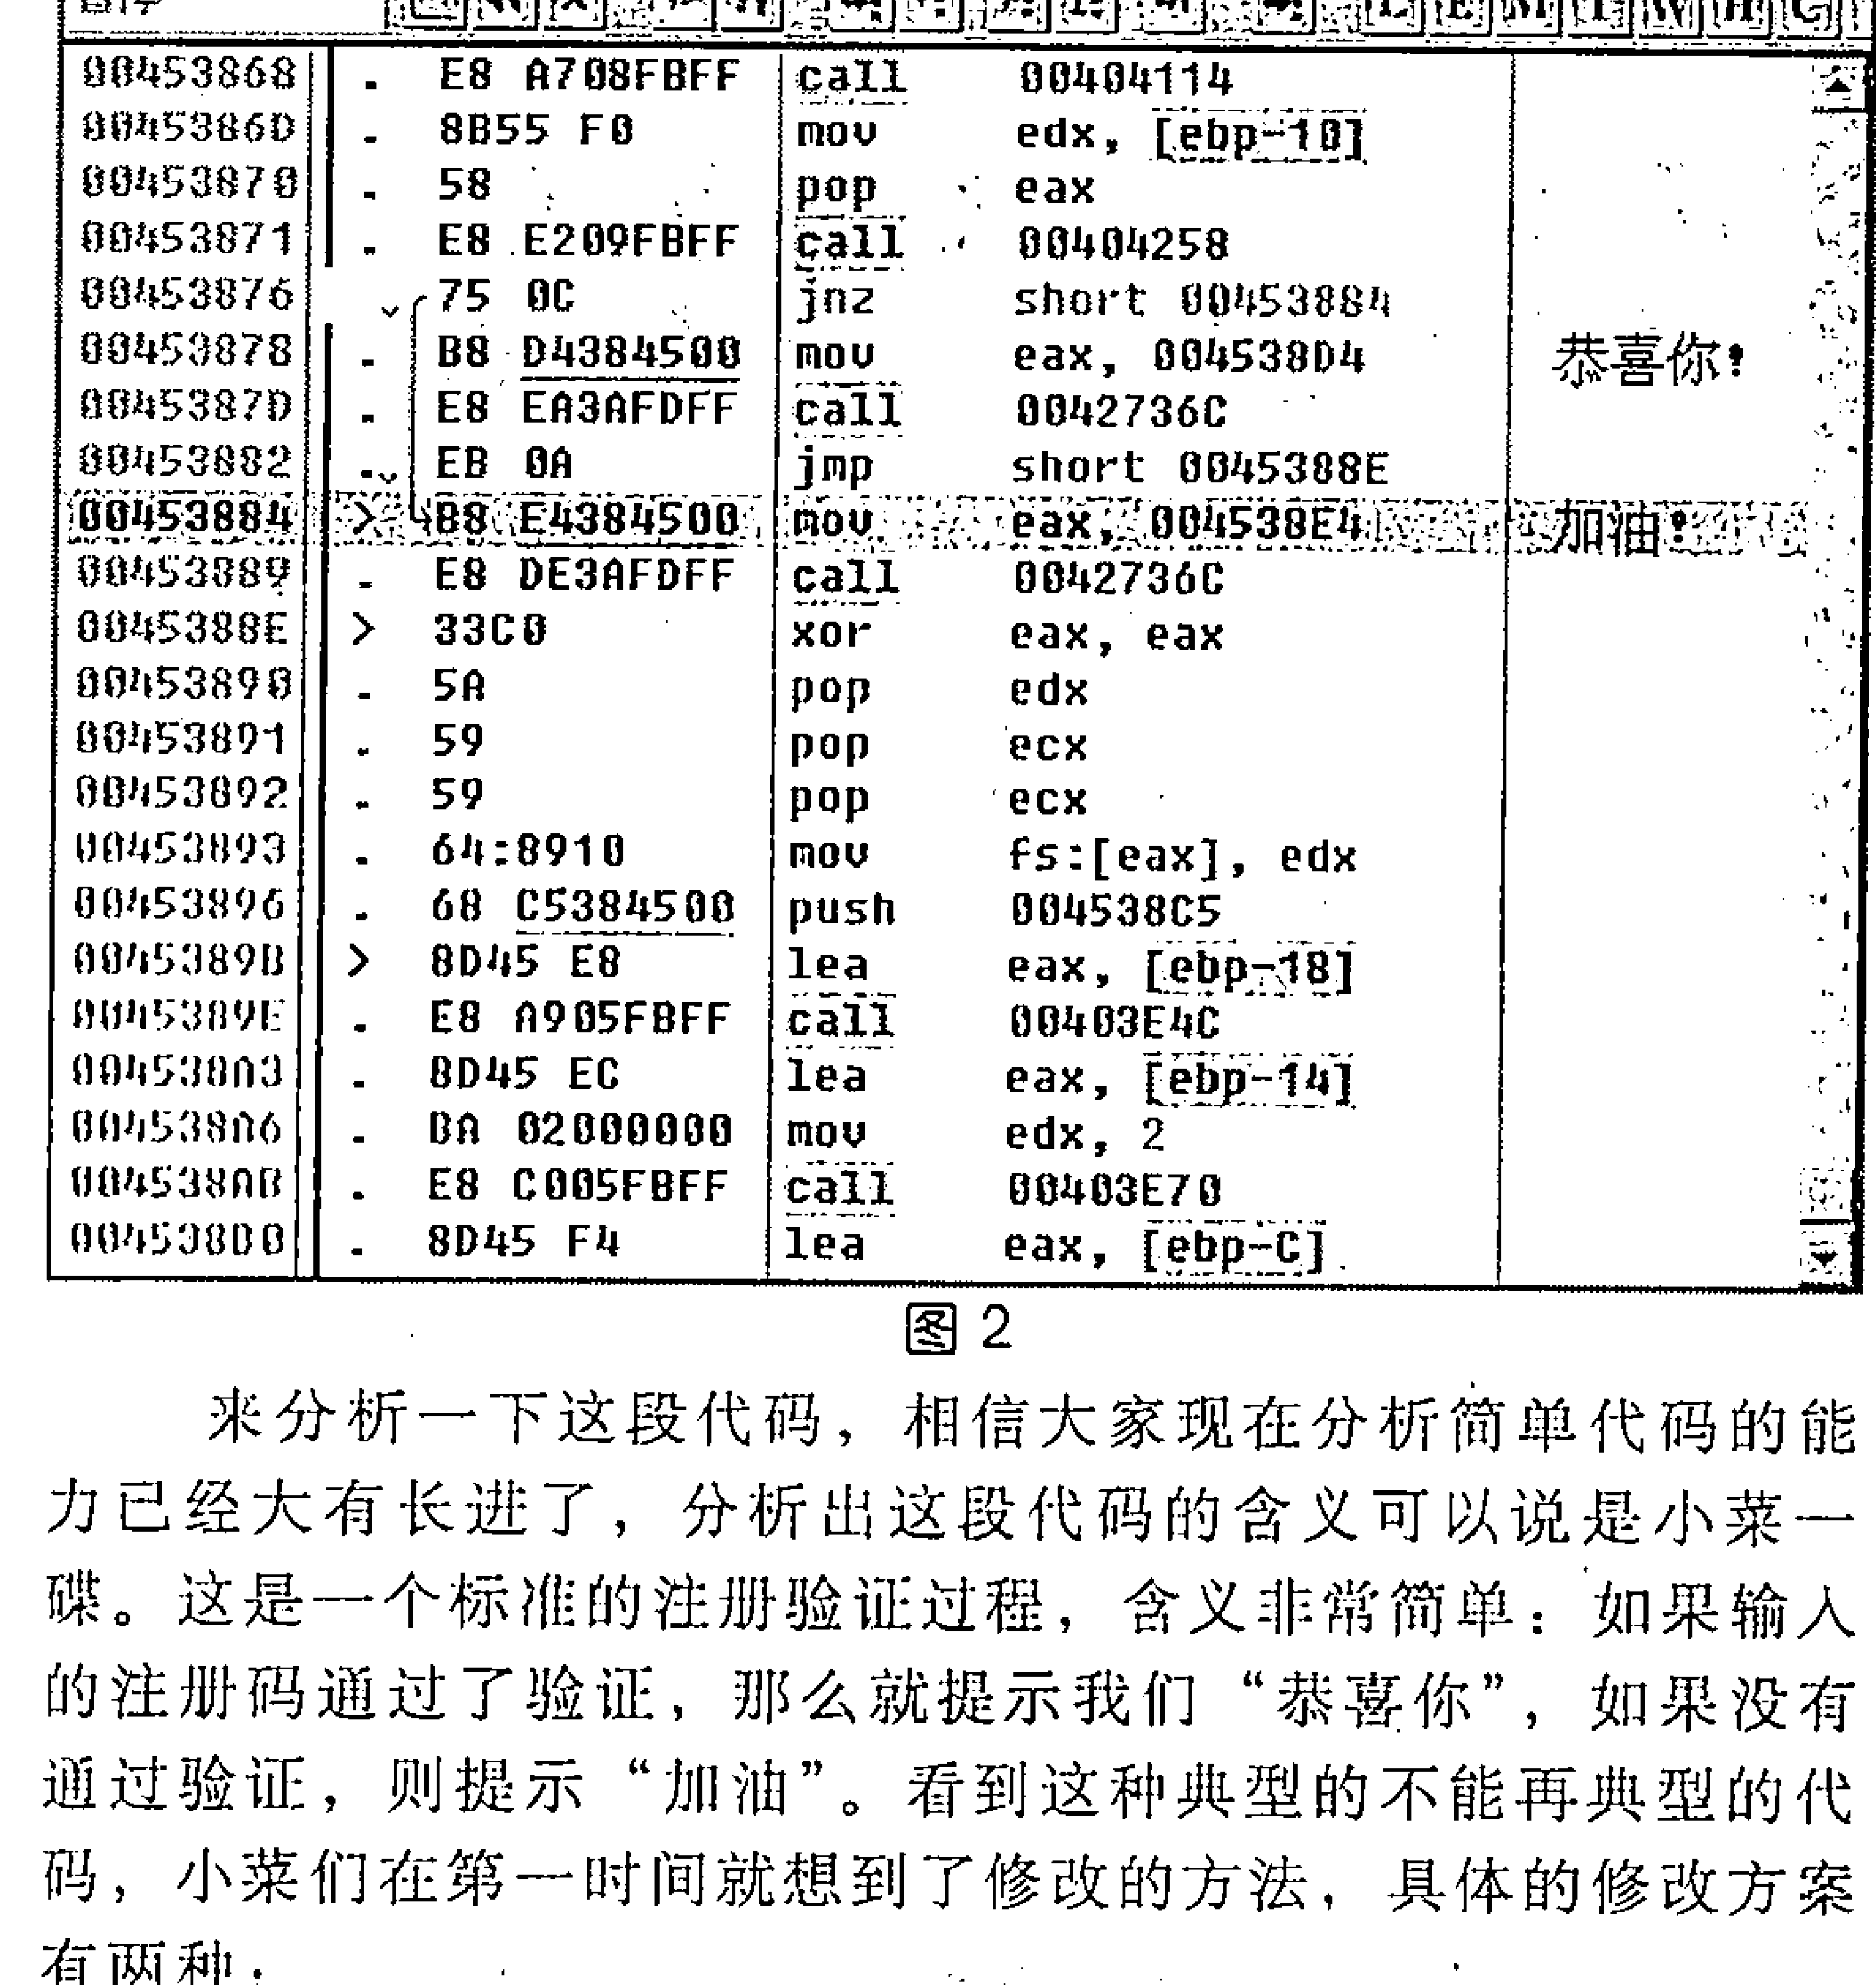 00453868 . E8 A708FBFF call 00404114
0045386D . 8B55 F0 mov edx, [ebp-10]
00453870 . 58 pop eax
00453871 . E8 E209FBFF call 00404258
00453876 75 0C jnz short 00453884
00453878 . B8 D4384500 mov eax, 004538D4 恭喜你!
0045387D . E8 EA3AFDFF call 0042736C
00453882 . EB 0A jmp short 0045388E
00453884 > B8 E4384500 mov eax, 004538E4 加油!
00453889 . E8 DE3AFDFF call 0042736C
0045388E > 33C0 xor eax, eax
00453890 . 5A pop edx
00453891 . 59 pop ecx
00453892 . 59 pop ecx
00453893 . 64:8910 mov fs:[eax], edx
00453896 . 68 C5384500 push 004538C5
0045389B > 8D45 E8 lea eax, [ebp-18]
0045389E . E8 A905FBFF call 00403E4C
004538A3 . 8D45 EC lea eax, [ebp-14]
004538A6 . BA 02000000 mov edx, 2
004538AB . E8 C005FBFF call 00403E70
004538B0 . 8D45 F4 lea eax, [ebp-C]
图 2
来分析一下这段代码，相信大家现在分析简单代码的能
力已经大有长进了，分析出这段代码的含义可以说是小菜一
碟。这是一个标准的注册验证过程，含义非常简单：如果输入
的注册码通过了验证，那么就提示我们“恭喜你”，如果没有
通过验证，则提示“加油”。看到这种典型的不能再典型的代
码，小菜们在第一时间就想到了修改的方法，具体的修改方案
有两种：